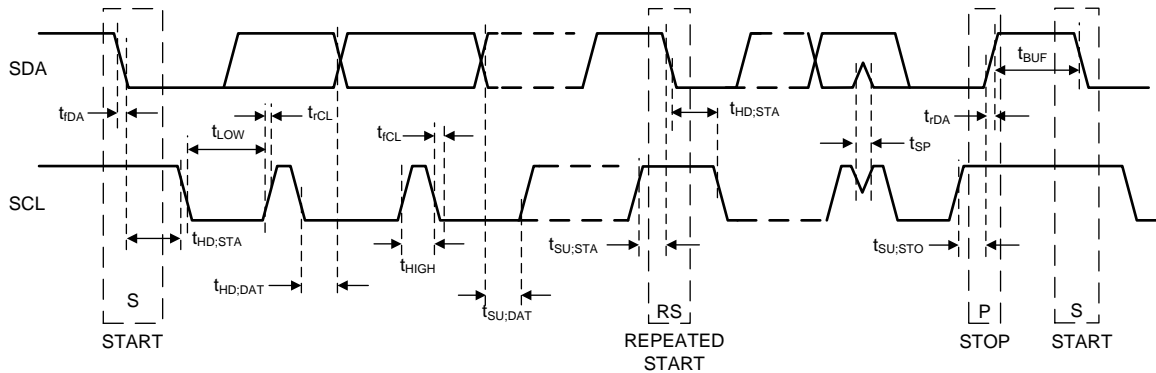 SDA
tBUF
tfDA
tLOW
trCL
tfCL
tHD;STA
trDA
tSP
SCL
tHD;STA
tHD;DAT
tHIGH
tSU;DAT
tSU;STA
tSU;STO
S
RS
P
S
START
REPEATED
START
STOP
START